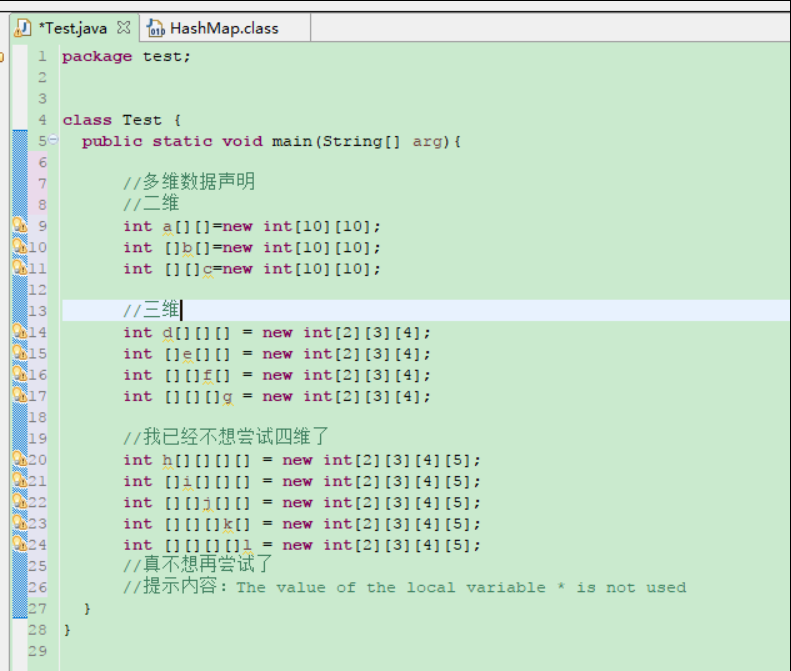 *Test.java HashMap.class
1 package test;
2
3
4 class Test {
5 public static void main(String[] arg){
6
7 //多维数据声明
8 //二维
9 int a[][]=new int[10][10];
10 int []b[]=new int[10][10];
11 int [][]c=new int[10][10];
12
13 //三维
14 int d[][][] = new int[2][3][4];
15 int []e[][] = new int[2][3][4];
16 int [][]f[] = new int[2][3][4];
17 int [][][]g = new int[2][3][4];
18
19 //我已经不想尝试四维了
20 int h[][][][] = new int[2][3][4][5];
21 int []i[][][] = new int[2][3][4][5];
22 int [][]j[][] = new int[2][3][4][5];
23 int [][][]k[] = new int[2][3][4][5];
24 int [][][][]l = new int[2][3][4][5];
25 //真不想再尝试了
26 //提示内容：The value of the local variable * is not used
27 }
28 }
29